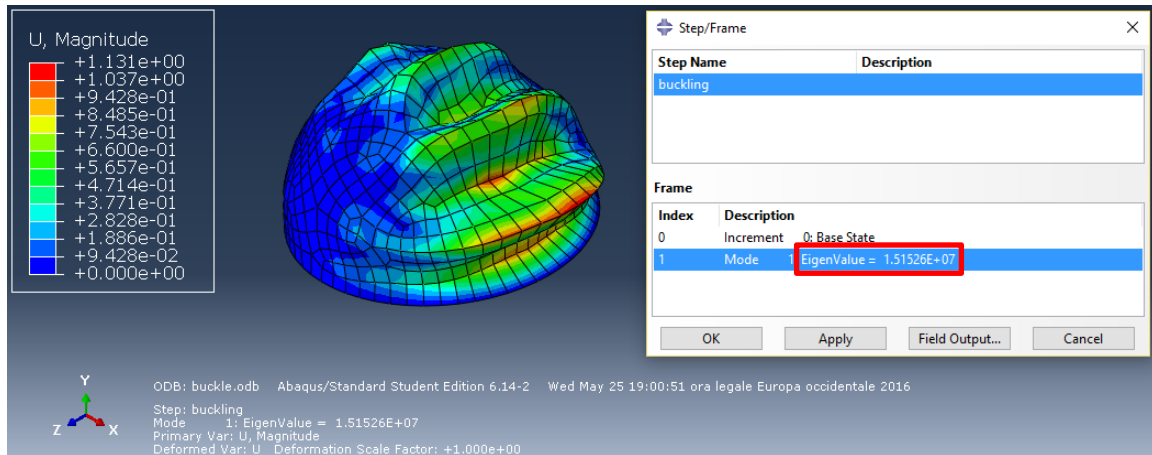 U, Magnitude
+1.131e+00
+1.037e+00
+9.428e-01
+8.485e-01
+7.543e-01
+6.600e-01
+5.657e-01
+4.714e-01
+3.771e-01
+2.828e-01
+1.886e-01
+9.428e-02
+0.000e+00
Step/Frame
Step Name Description
buckling
Frame
Index Description
0 Increment 0: Base State
1 Mode 1 EigenValue = 1.51526E+07
OK Apply Field Output... Cancel
Y
Z X
ODB: buckle.odb Abaqus/Standard Student Edition 6.14-2 Wed May 25 19:00:51 ora legale Europa occidentale 2016
Step: buckling
Mode 1: EigenValue = 1.51526E+07
Primary Var: U, Magnitude
Deformed Var: U Deformation Scale Factor: +1.000e+00